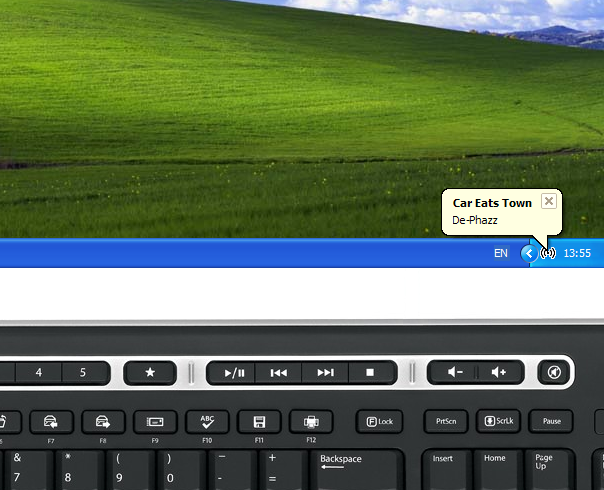 Car Eats Town
De-Phazz
EN
13:55
4 5
F7 F8 F9 ABC F10 F11 F12
F Lock PrtScn ScrLk Pause
& * ( ) - +
7 8 9 0 - =
Backspace Insert Home Page
Up